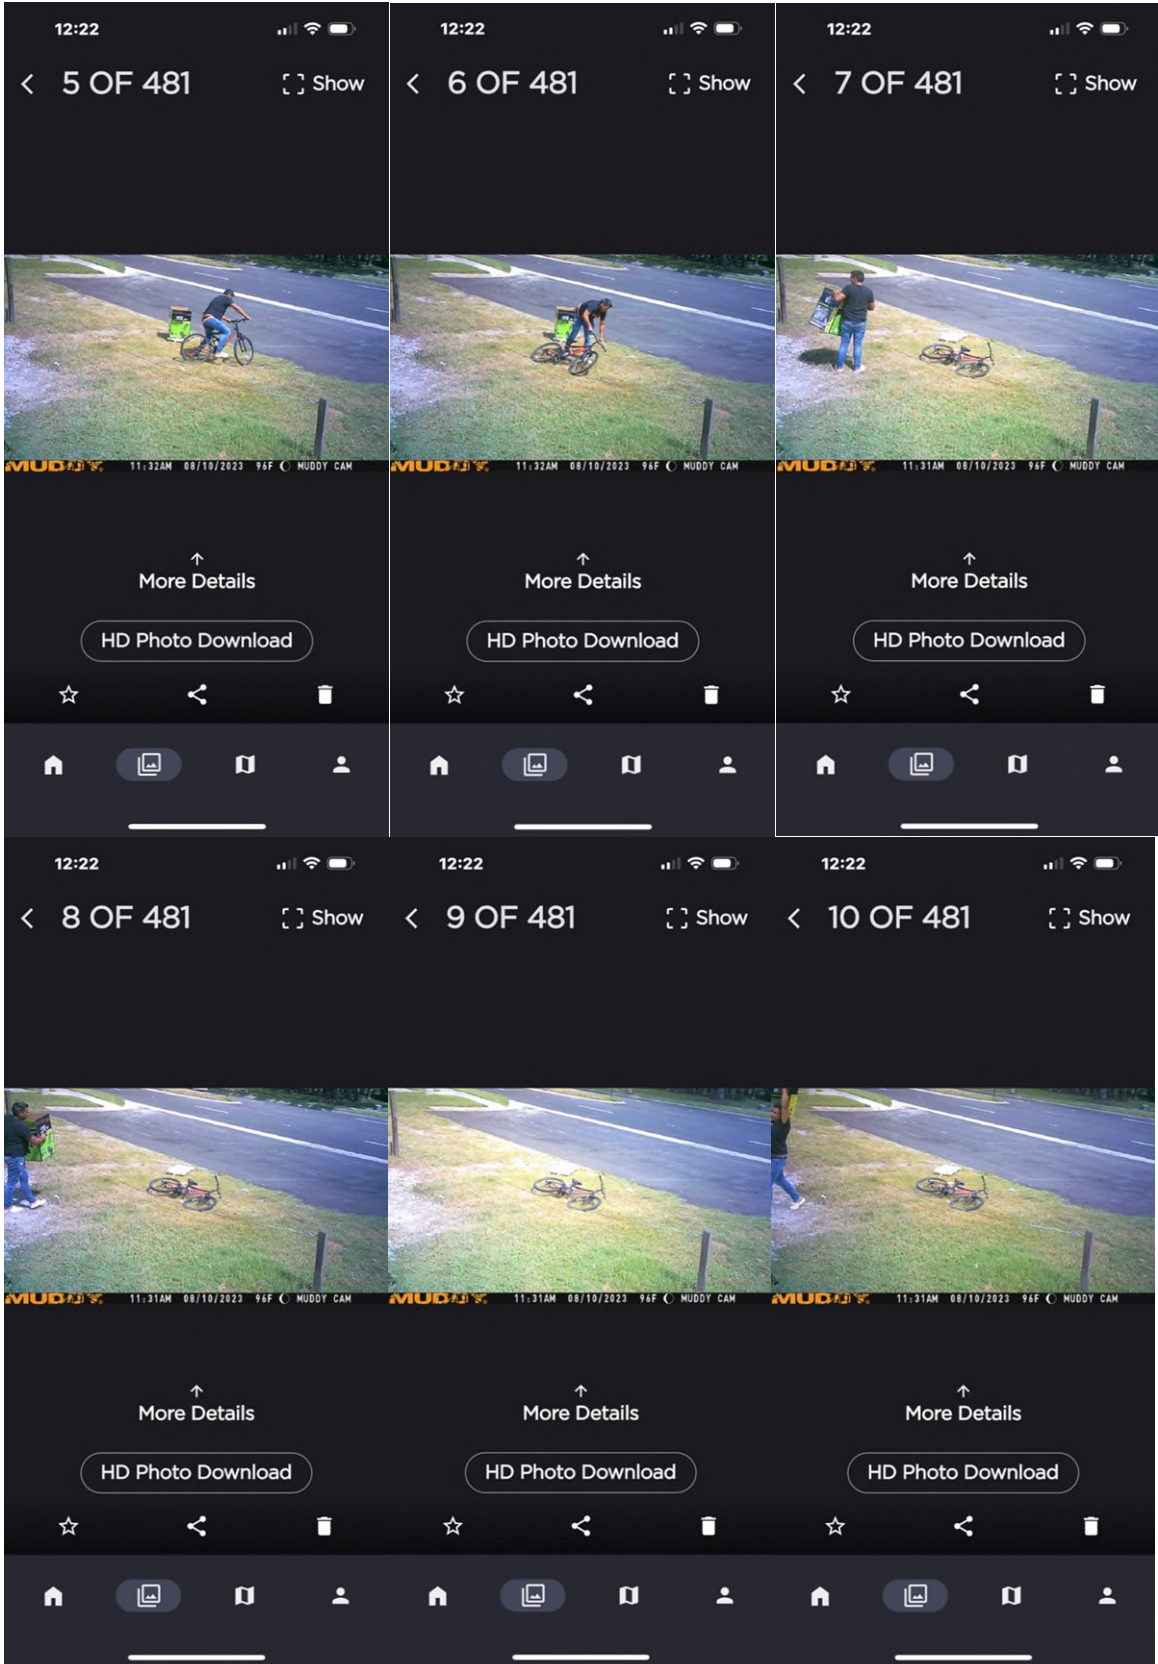 12:22
5 OF 481
Show
MUDDY
11:32AM 08/10/2023 96F MUDDY CAM
More Details
HD Photo Download
12:22
6 OF 481
Show
MUDDY
11:32AM 08/10/2023 96F MUDDY CAM
More Details
HD Photo Download
12:22
7 OF 481
Show
MUDDY
11:31AM 08/10/2023 96F MUDDY CAM
More Details
HD Photo Download
12:22
8 OF 481
Show
MUDDY
11:31AM 08/10/2023 96F MUDDY CAM
More Details
HD Photo Download
12:22
9 OF 481
Show
MUDDY
11:31AM 08/10/2023 96F MUDDY CAM
More Details
HD Photo Download
12:22
10 OF 481
Show
MUDDY
11:31AM 08/10/2023 96F MUDDY CAM
More Details
HD Photo Download